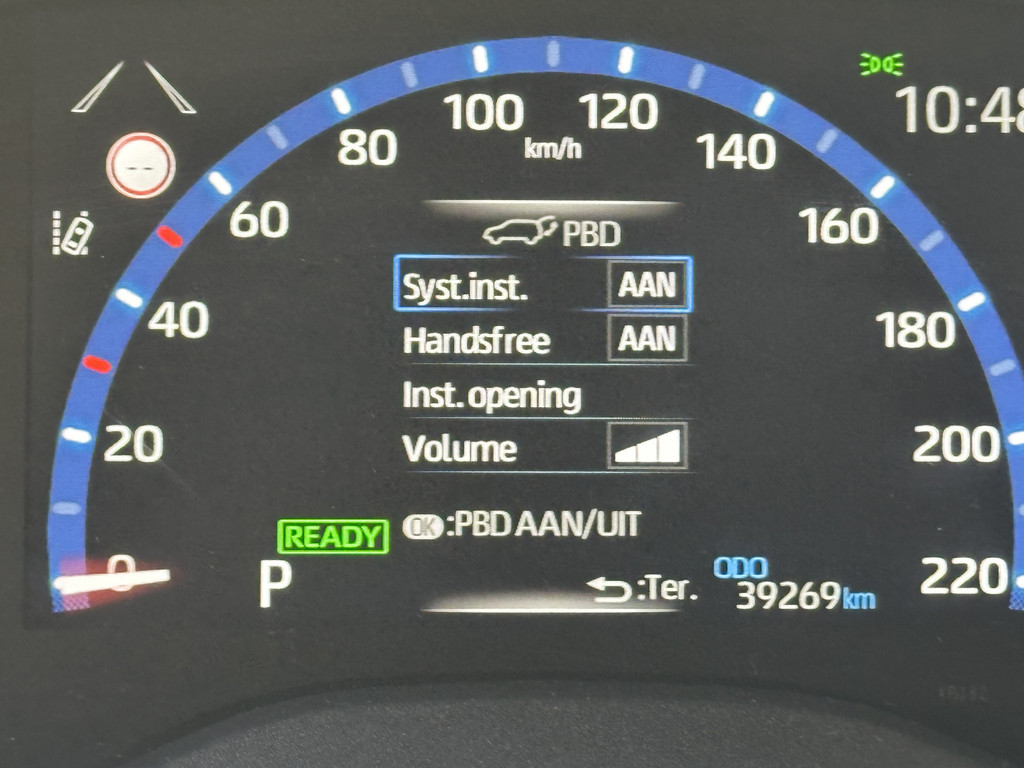 10:48
100
120
km/h
80
140
60
160
PBD
Syst.inst. AAN
40
180
Handsfree AAN
Inst. opening
20
200
Volume
READY
OK:PBD AAN/UIT
0
P
:Ter.
ODO
39269km
220